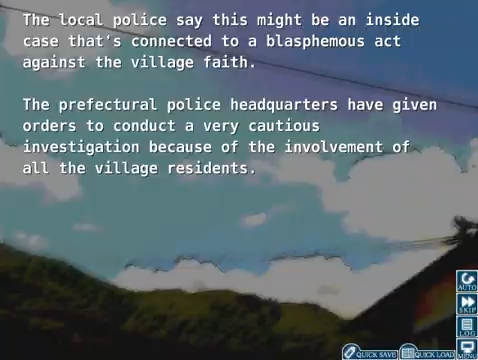 The local police say this might be an inside
case that's connected to a blasphemous act
against the village faith.
The prefectural police headquarters have given
orders to conduct a very cautious
investigation because of the involvement of
all the village residents.
AUTO
SKIP
LOG
MENU
QUICK SAVE
QUICK LOAD